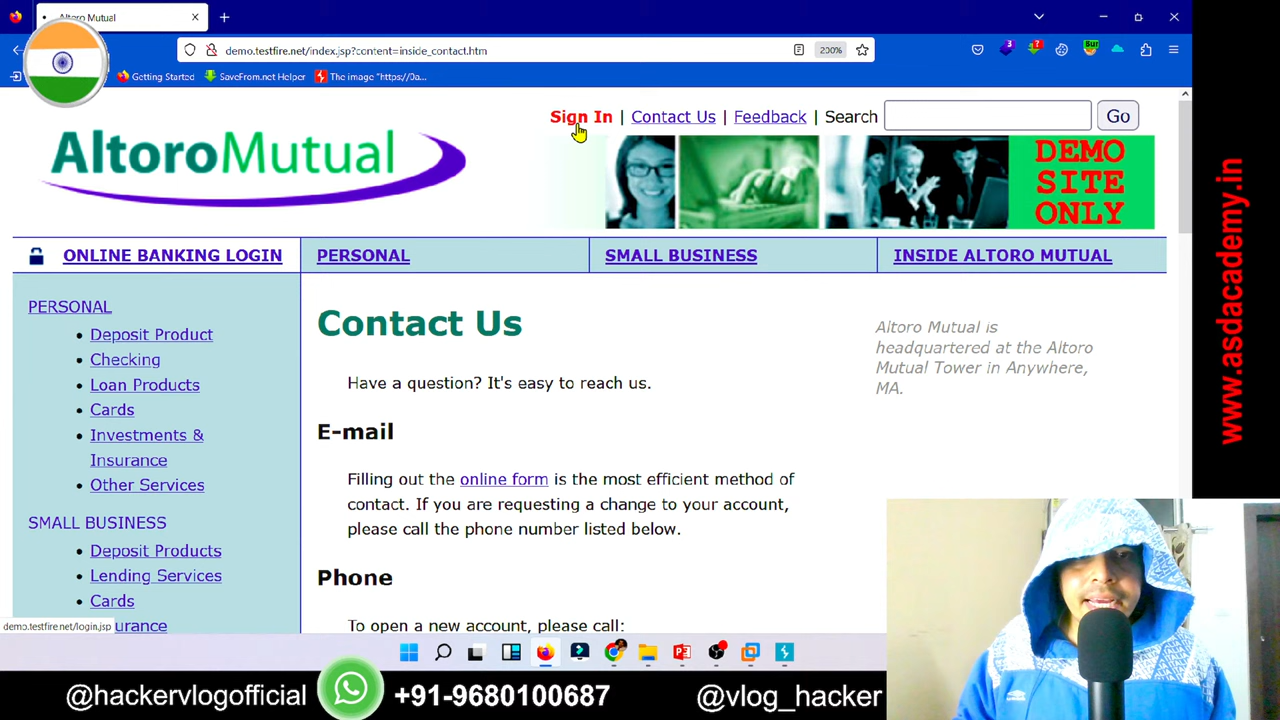 Altoro Mutual
demo.testfire.net/index.jsp?content=inside_contact.htm
200%
3
?
Sur
Getting Started
SaveFrom.net Helper
The image "https://0a...
Sign In | Contact Us | Feedback | Search
Go
AltoroMutual
DEMO
SITE
ONLY
ONLINE BANKING LOGIN
PERSONAL
SMALL BUSINESS
INSIDE ALTORO MUTUAL
PERSONAL
Deposit Product
Checking
Loan Products
Cards
Investments &
Insurance
Other Services
SMALL BUSINESS
Deposit Products
Lending Services
Cards
urance
demo.testfire.net/login.jsp
Contact Us
Have a question? It's easy to reach us.
E-mail
Filling out the online form is the most efficient method of
contact. If you are requesting a change to your account,
please call the phone number listed below.
Phone
To open a new account, please call:
Altoro Mutual is
headquartered at the Altoro
Mutual Tower in Anywhere,
MA.
www.asdacademy.in
@hackervlogofficial
+91-9680100687
@vlog_hacker